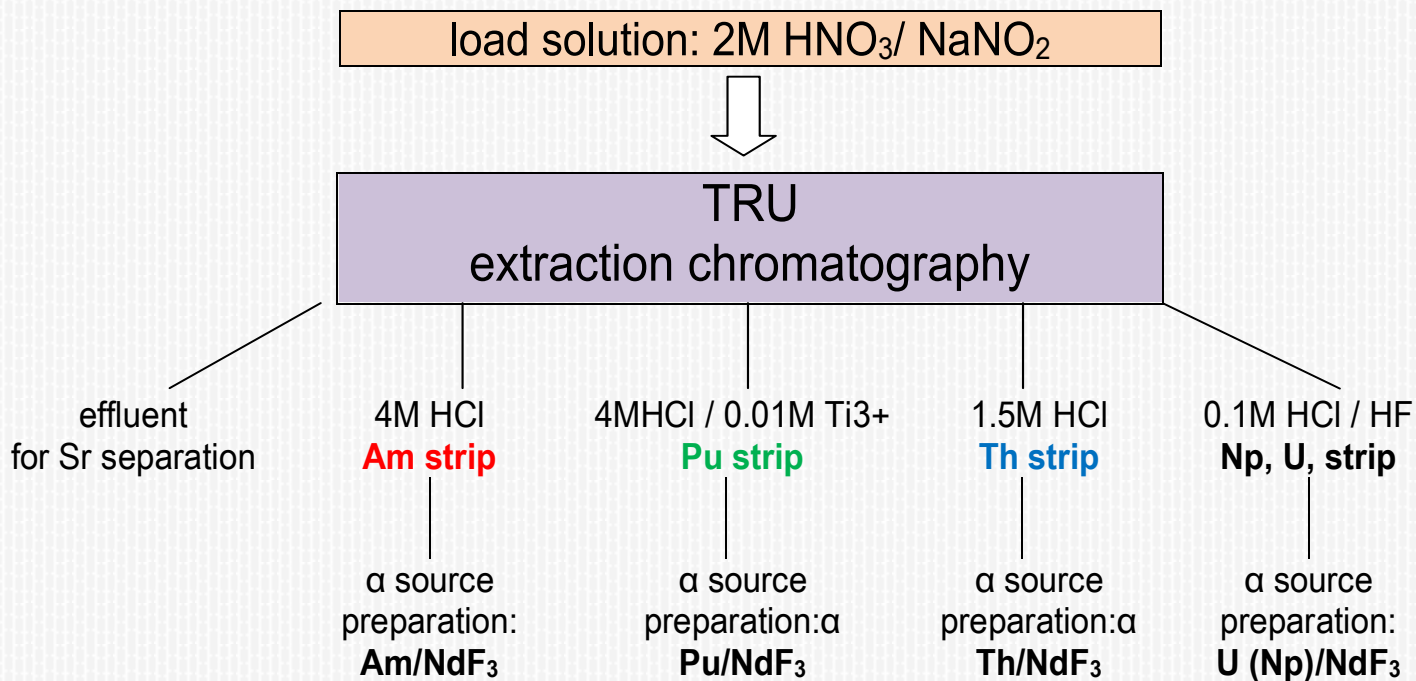 load solution: 2M HNO₃/ NaNO₂
TRU
extraction chromatography
effluent
for Sr separation
4M HCl
Am strip
4MHCl / 0.01M Ti3+
Pu strip
1.5M HCl
Th strip
0.1M HCl / HF
Np, U, strip
α source
preparation:
Am/NdF₃
α source
preparation:α
Pu/NdF₃
α source
preparation:α
Th/NdF₃
α source
preparation:
U (Np)/NdF₃